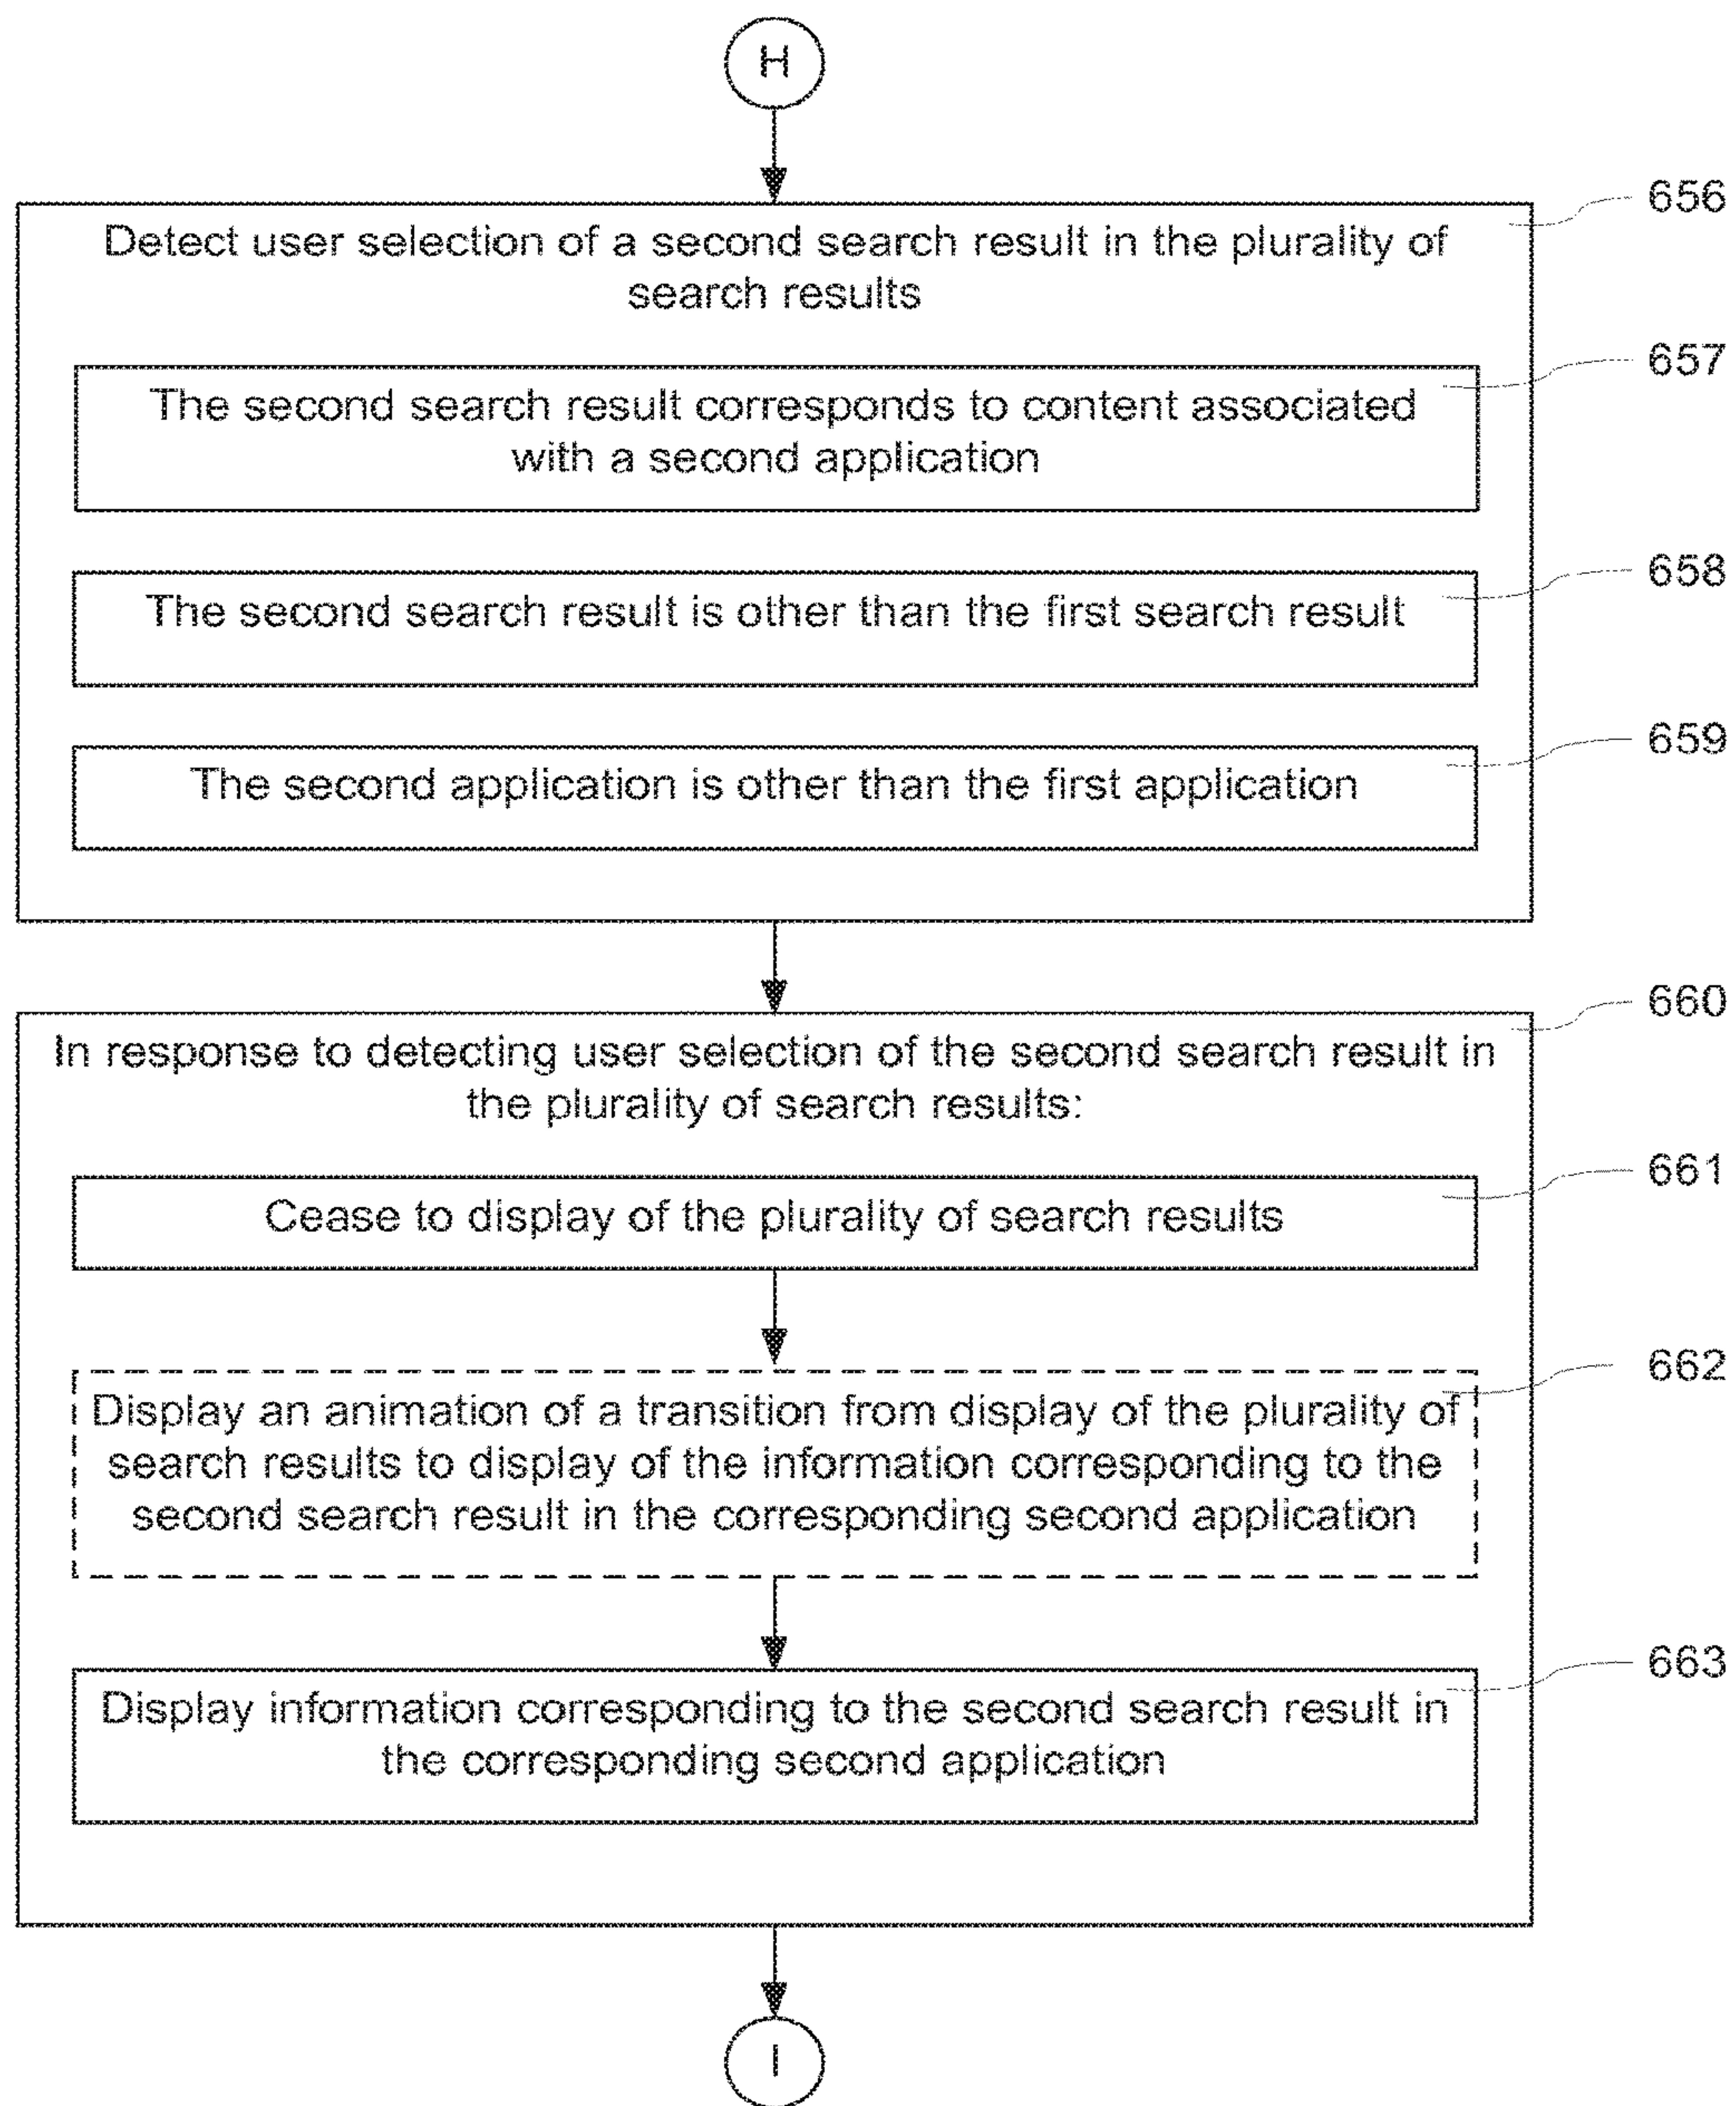 H
656
Detect user selection of a second search result in the plurality of
search results
657
The second search result corresponds to content associated
with a second application
658
The second search result is other than the first search result
659
The second application is other than the first application
660
In response to detecting user selection of the second search result in
the plurality of search results:
661
Cease to display of the plurality of search results
662
Display an animation of a transition from display of the plurality of
search results to display of the information corresponding to the
second search result in the corresponding second application
663
Display information corresponding to the second search result in
the corresponding second application
I